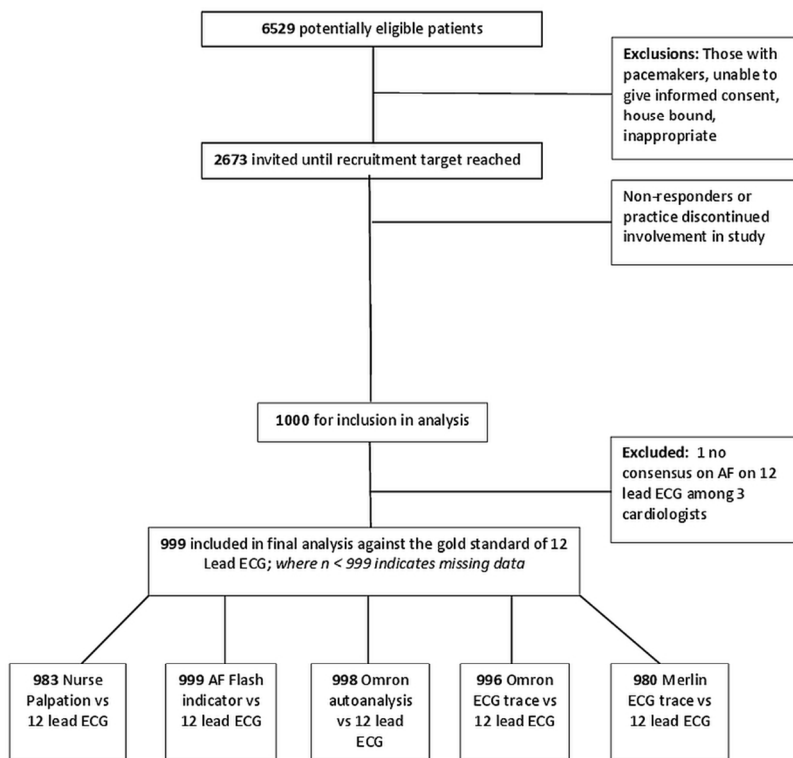 6529 potentially eligible patients
Exclusions: Those with
pacemakers, unable to
give informed consent,
house bound,
inappropriate
2673 invited until recruitment target reached
Non-responders or
practice discontinued
involvement in study
1000 for inclusion in analysis
Excluded: 1 no
consensus on AF on 12
lead ECG among 3
cardiologists
999 included in final analysis against the gold standard of 12
Lead ECG; where n < 999 indicates missing data
983 Nurse
Palpation vs
12 lead ECG
999 AF Flash
indicator vs
12 lead ECG
998 Omron
autoanalysis
vs 12 lead
ECG
996 Omron
ECG trace vs
12 lead ECG
980 Merlin
ECG trace vs
12 lead ECG